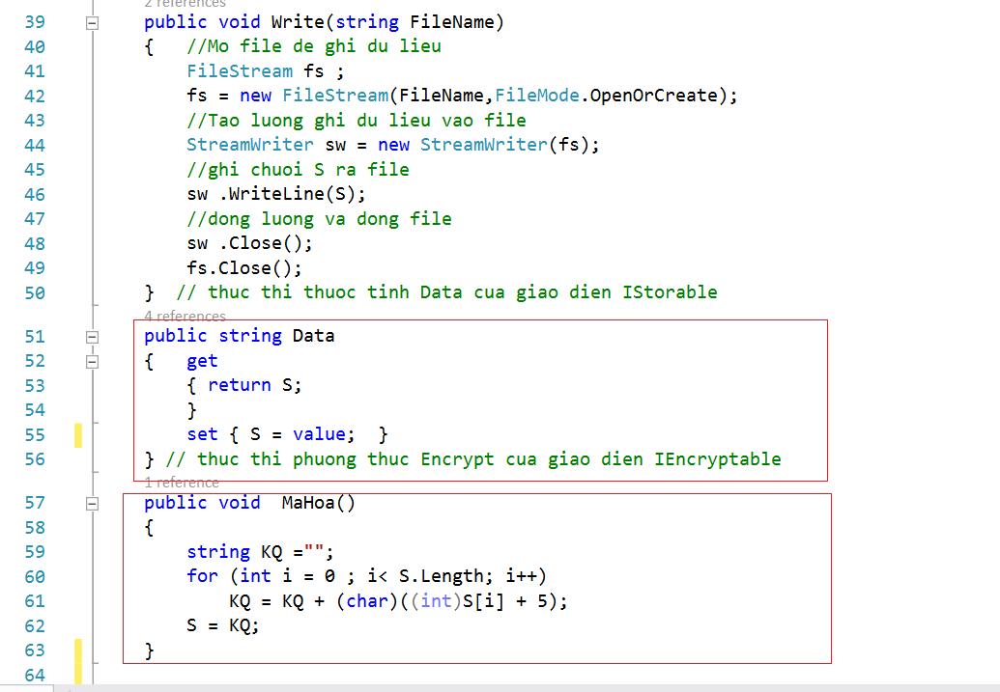 2 references
39 public void Write(string FileName)
40 { //Mo file de ghi du lieu
41 FileStream fs ;
42 fs = new FileStream(FileName,FileMode.OpenOrCreate);
43 //Tao luong ghi du lieu vao file
44 StreamWriter sw = new StreamWriter(fs);
45 //ghi chuoi S ra file
46 sw .WriteLine(S);
47 //dong luong va dong file
48 sw .Close();
49 fs.Close();
50 } // thuc thi thuoc tinh Data cua giao dien IStorable
4 references
51 public string Data
52 { get
53 { return S;
54 }
55 set { S = value; }
56 } // thuc thi phuong thuc Encrypt cua giao dien IEncryptable
1 reference
57 public void MaHoa()
58 {
59 string KQ ="";
60 for (int i = 0 ; i< S.Length; i++)
61 KQ = KQ + (char)((int)S[i] + 5);
62 S = KQ;
63 }
64